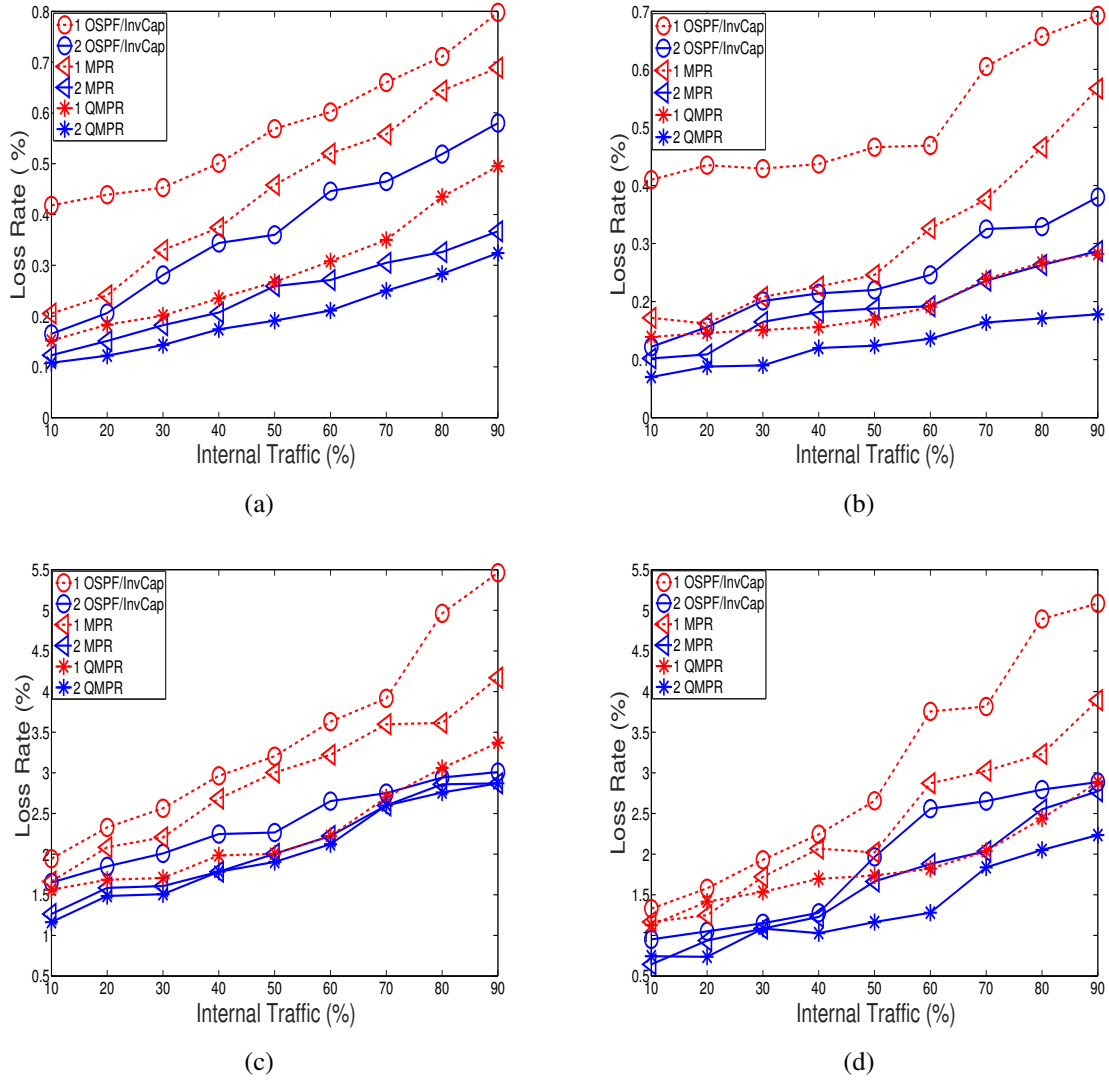 0.8
0.7
0.6
0.5
0.4
0.3
0.2
0.1
0
Loss Rate (%)
1 OSPF/InvCap
2 OSPF/InvCap
1 MPR
2 MPR
1 QMPR
2 QMPR
10 20 30 40 50 60 70 80 90
Internal Traffic (%)
(a)
0.7
0.6
0.5
0.4
0.3
0.2
0.1
0
Loss Rate (%)
1 OSPF/InvCap
2 OSPF/InvCap
1 MPR
2 MPR
1 QMPR
2 QMPR
10 20 30 40 50 60 70 80 90
Internal Traffic (%)
(b)
5.5
5
4.5
4
3.5
3
2.5
2
1.5
1
0.5
Loss Rate (%)
1 OSPF/InvCap
2 OSPF/InvCap
1 MPR
2 MPR
1 QMPR
2 QMPR
10 20 30 40 50 60 70 80 90
Internal Traffic (%)
(c)
5.5
5
4.5
4
3.5
3
2.5
2
1.5
1
0.5
Loss Rate (%)
1 OSPF/InvCap
2 OSPF/InvCap
1 MPR
2 MPR
1 QMPR
2 QMPR
10 20 30 40 50 60 70 80 90
Internal Traffic (%)
(d)